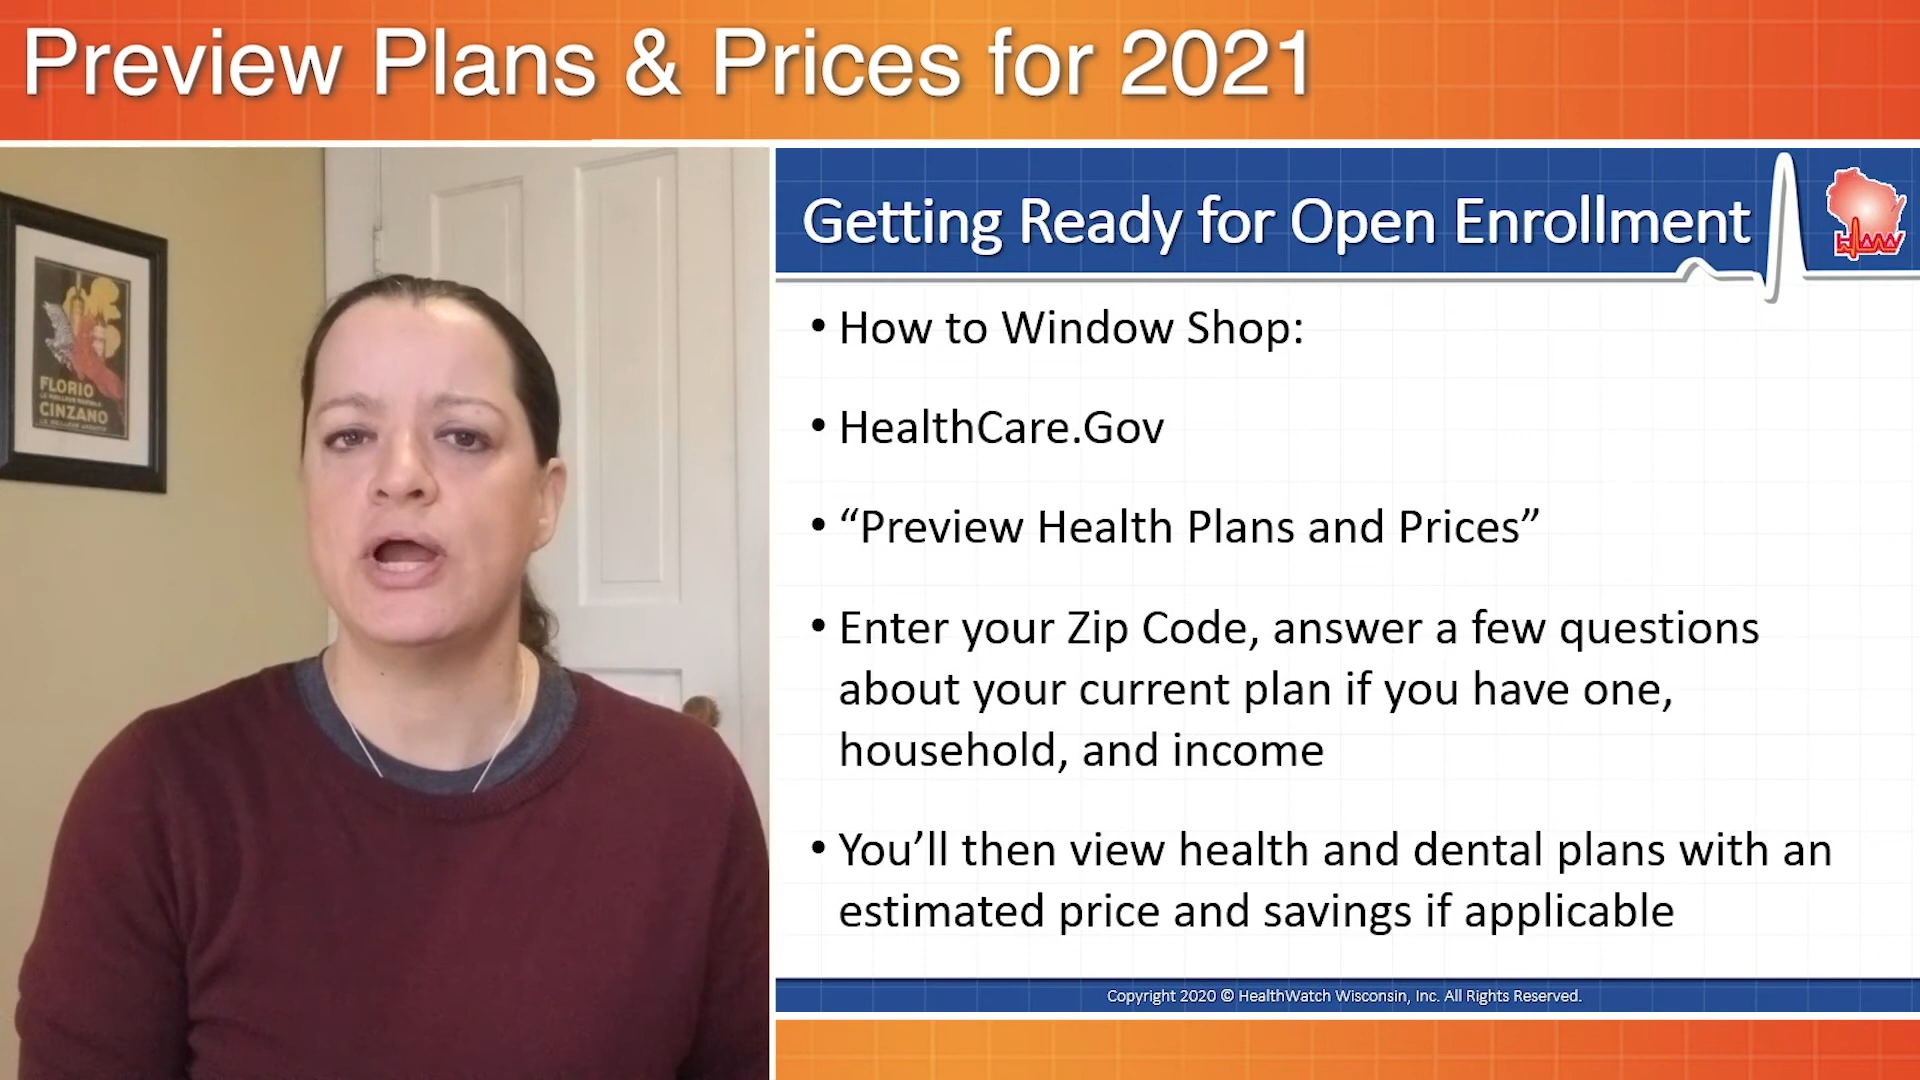 Preview Plans & Prices for 2021
FLORIO
CINZANO
Getting Ready for Open Enrollment
• How to Window Shop:
• HealthCare.Gov
• “Preview Health Plans and Prices”
• Enter your Zip Code, answer a few questions
about your current plan if you have one,
household, and income
• You’ll then view health and dental plans with an
estimated price and savings if applicable
Copyright 2020 © HealthWatch Wisconsin, Inc. All Rights Reserved.